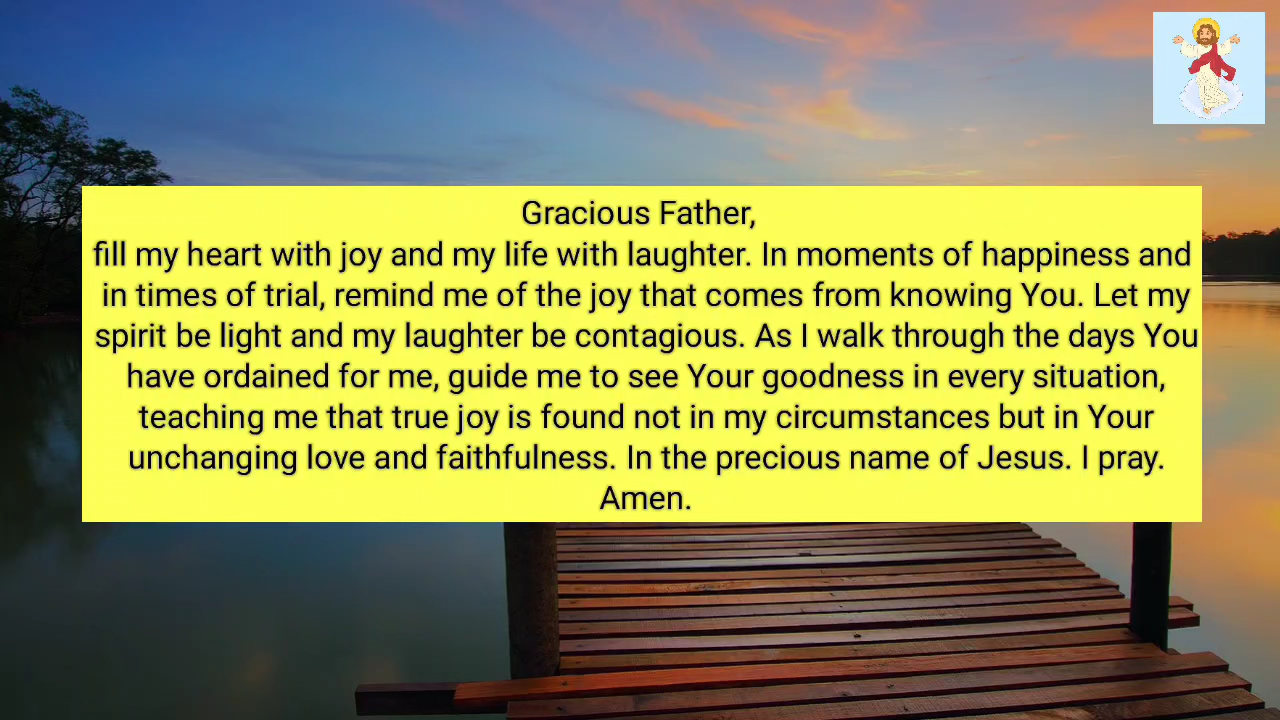 Gracious Father,
fill my heart with joy and my life with laughter. In moments of happiness and
in times of trial, remind me of the joy that comes from knowing You. Let my
spirit be light and my laughter be contagious. As I walk through the days You
have ordained for me, guide me to see Your goodness in every situation,
teaching me that true joy is found not in my circumstances but in Your
unchanging love and faithfulness. In the precious name of Jesus. I pray.
Amen.